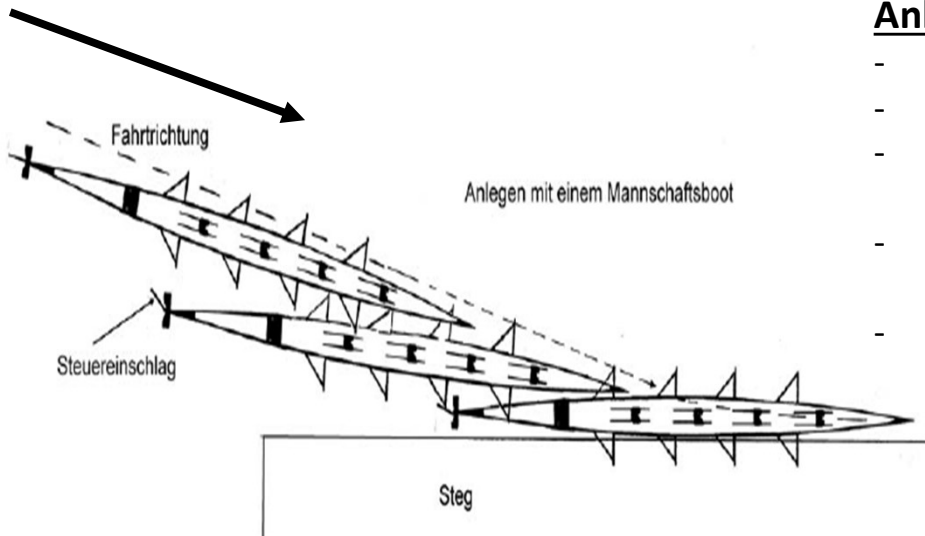 Anl
-
-
Fahrtrichtung
-
Anlegen mit einem Mannschaftsboot
-
-
Steuereinschlag
Steg